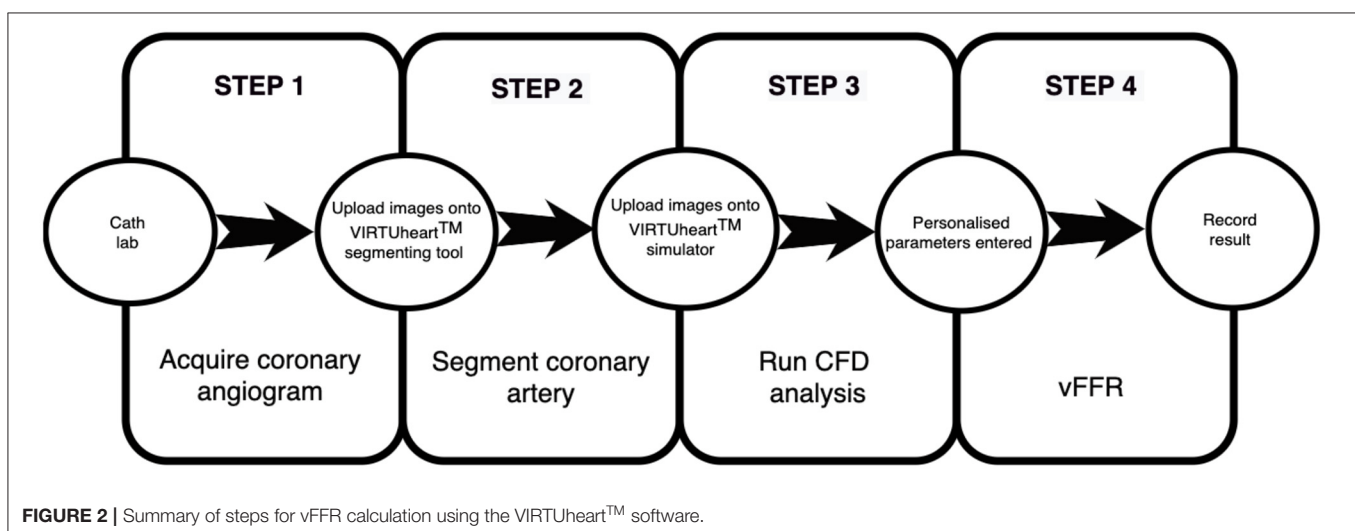 STEP 1
STEP 2
STEP 3
STEP 4
Cath
lab
Upload images onto
VIRTUheart™
segmenting tool
Upload images onto
VIRTUheart™
simulator
Personalised
parameters entered
Record
result
Acquire coronary
angiogram
Segment coronary
artery
Run CFD
analysis
vFFR
FIGURE 2 | Summary of steps for vFFR calculation using the VIRTUheart™ software.